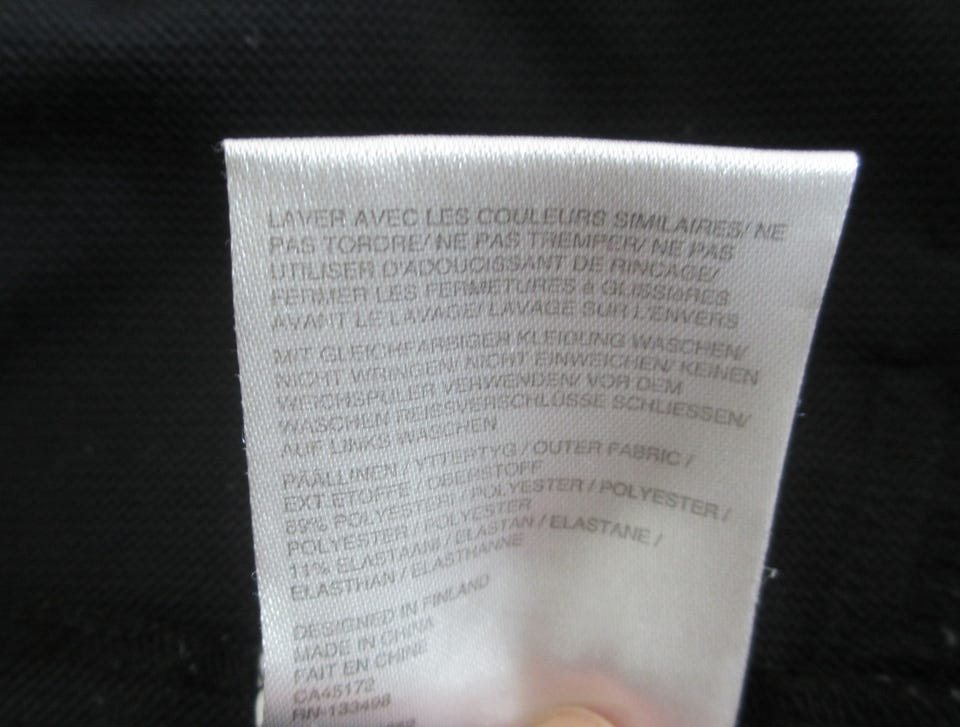 LAVER AVEC LES COULEURS SIMILAIRES/ NE
PAS TORDRE/ NE PAS TREMPER/ NE PAS
UTILISER D'ADOUCISSANT DE RINCAGE/
FERMER LES FERMETURES à GLISSIèRES
AVANT LE LAVAGE/ LAVAGE SUR L'ENVERS
MIT GLEICHFARBIGER KLEIDUNG WASCHEN/
NICHT WRINGEN/ NICHT EINWEICHEN/ KEINEN
WEICHSPÜLER VERWENDEN/ VOR DEM
WASCHEN REISSVERSCHLÜSSE SCHLIESSEN/
AUF LINKS WASCHEN
PÄÄLLINEN / YTTERTYG / OUTER FABRIC /
EXT.ETOFFE / OBERSTOFF
89% POLYESTERI / POLYESTER / POLYESTER /
POLYESTER / POLYESTER
11% ELASTAANI / ELASTAN / ELASTANE /
ELASTHAN / ELASTHANNE
DESIGNED IN FINLAND
MADE IN CHINA
FAIT EN CHINE
CA45172
RN-133498